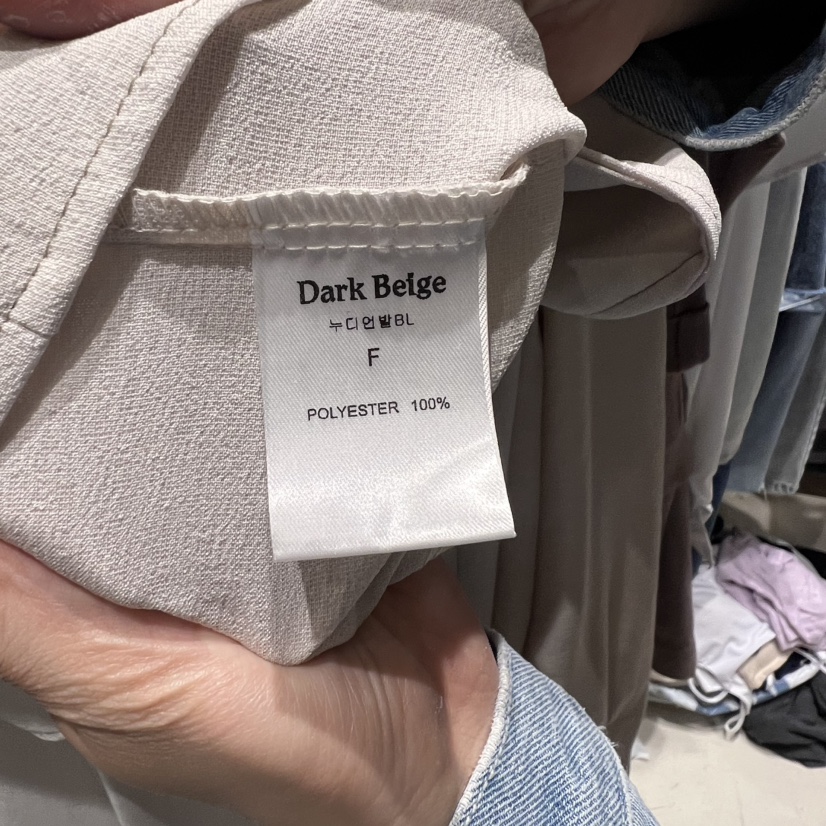 Dark Beige
누디언발BL
F
POLYESTER 100%